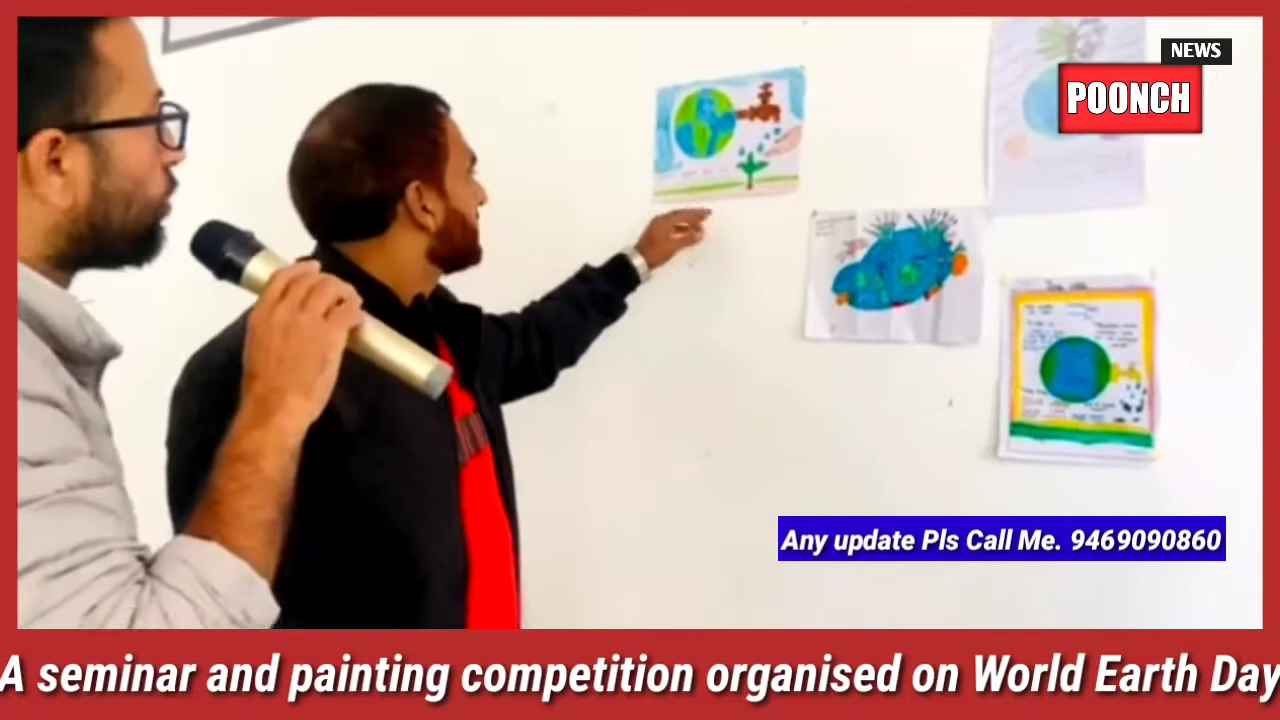 NEWS
POONCH
Any update Pls Call Me. 9469090860
A seminar and painting competition organised on World Earth Day